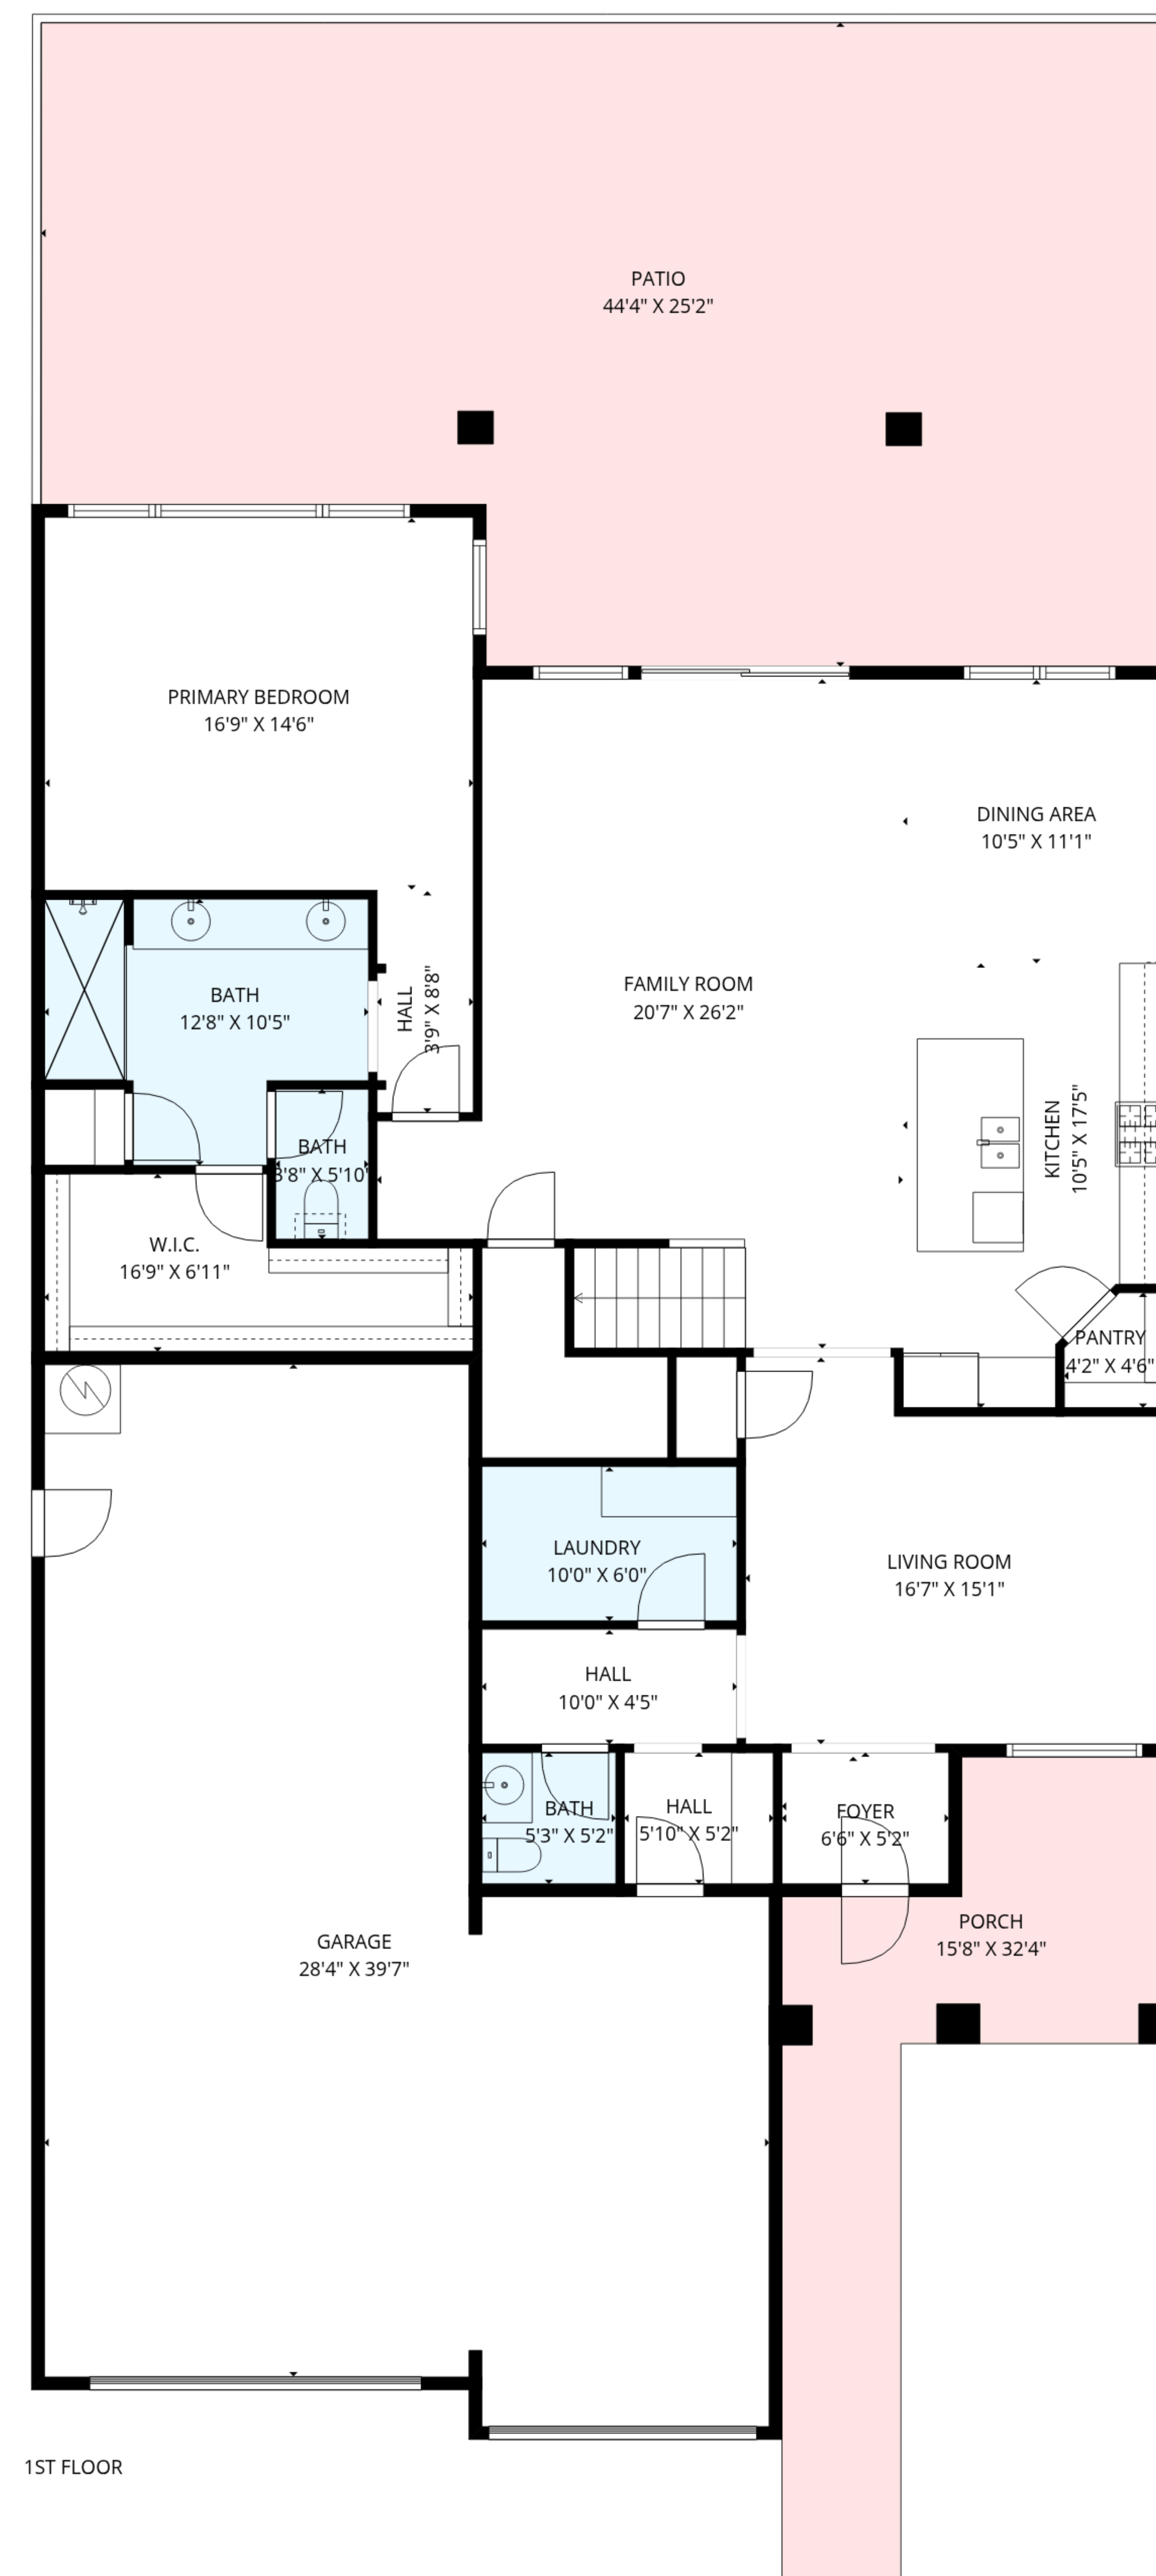 PATIO
44'4" X 25'2"
PRIMARY BEDROOM
16'9" X 14'6"
DINING AREA
10'5" X 11'1"
FAMILY ROOM
20'7" X 26'2"
BATH
12'8" X 10'5"
HALL
3'9" X 8'8"
KITCHEN
10'5" X 17'5"
BATH
3'8" X 5'10"
W.I.C.
16'9" X 6'11"
PANTRY
4'2" X 4'6"
LAUNDRY
10'0" X 6'0"
LIVING ROOM
16'7" X 15'1"
HALL
10'0" X 4'5"
BATH
5'3" X 5'2"
HALL
5'10" X 5'2"
FOYER
6'6" X 5'2"
PORCH
15'8" X 32'4"
GARAGE
28'4" X 39'7"
1ST FLOOR